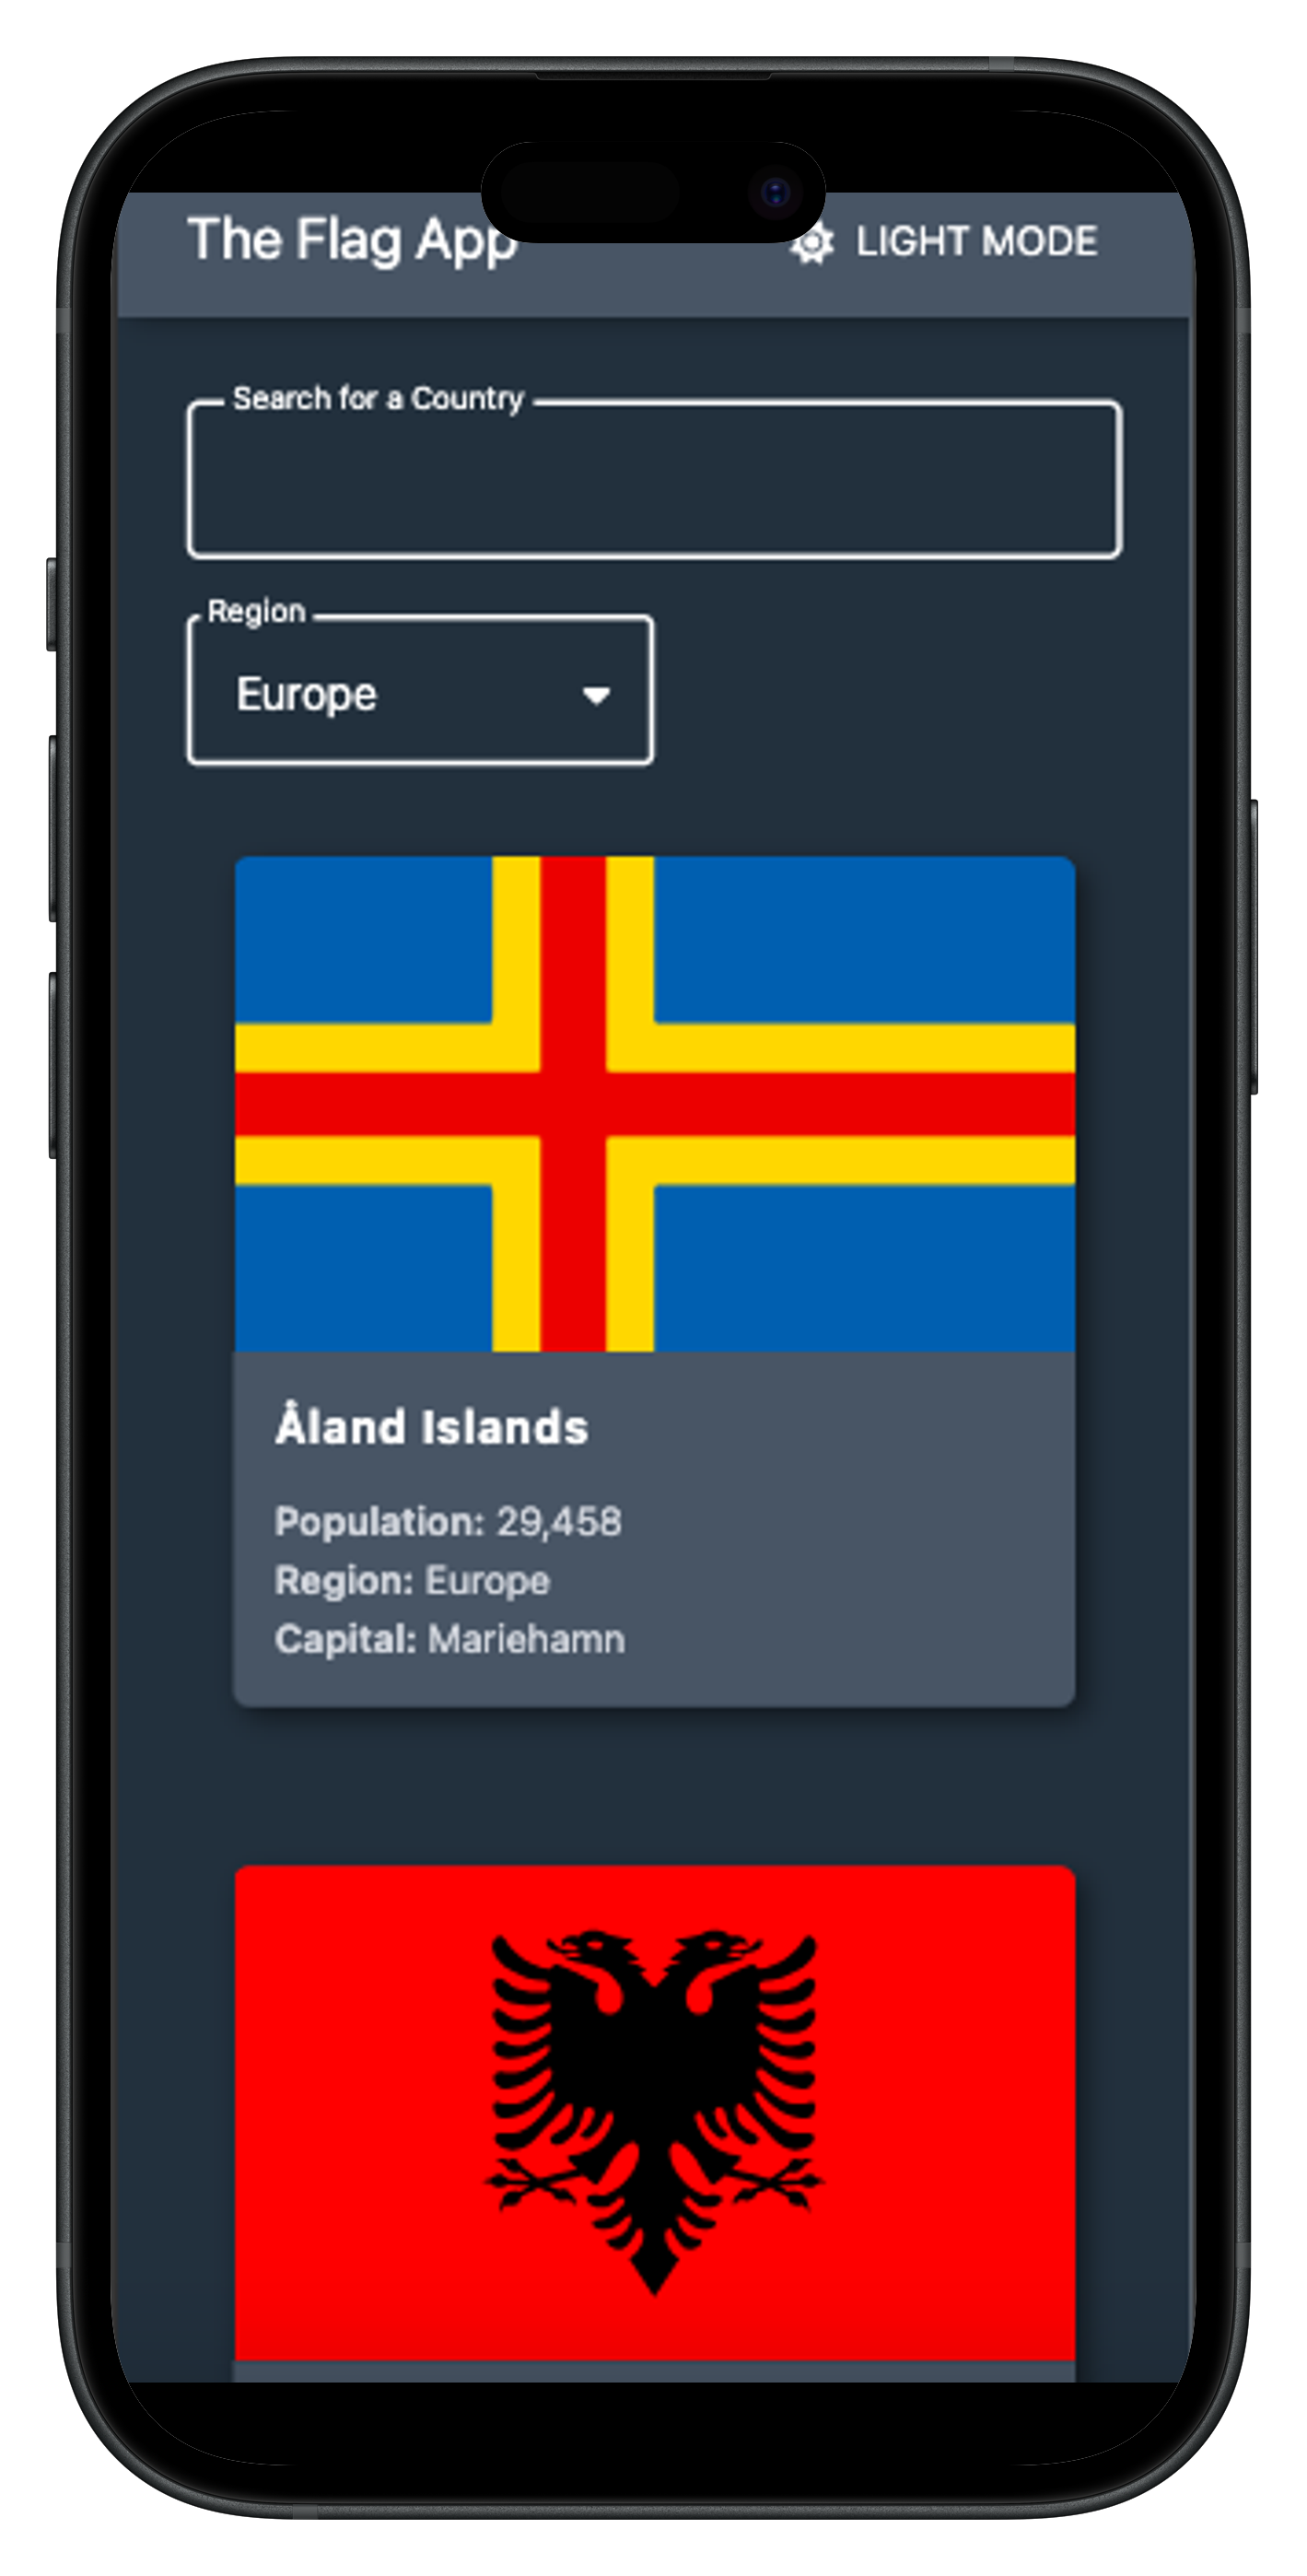 The Flag App
LIGHT MODE
Search for a Country
Region
Europe
Åland Islands
Population: 29,458
Region: Europe
Capital: Mariehamn